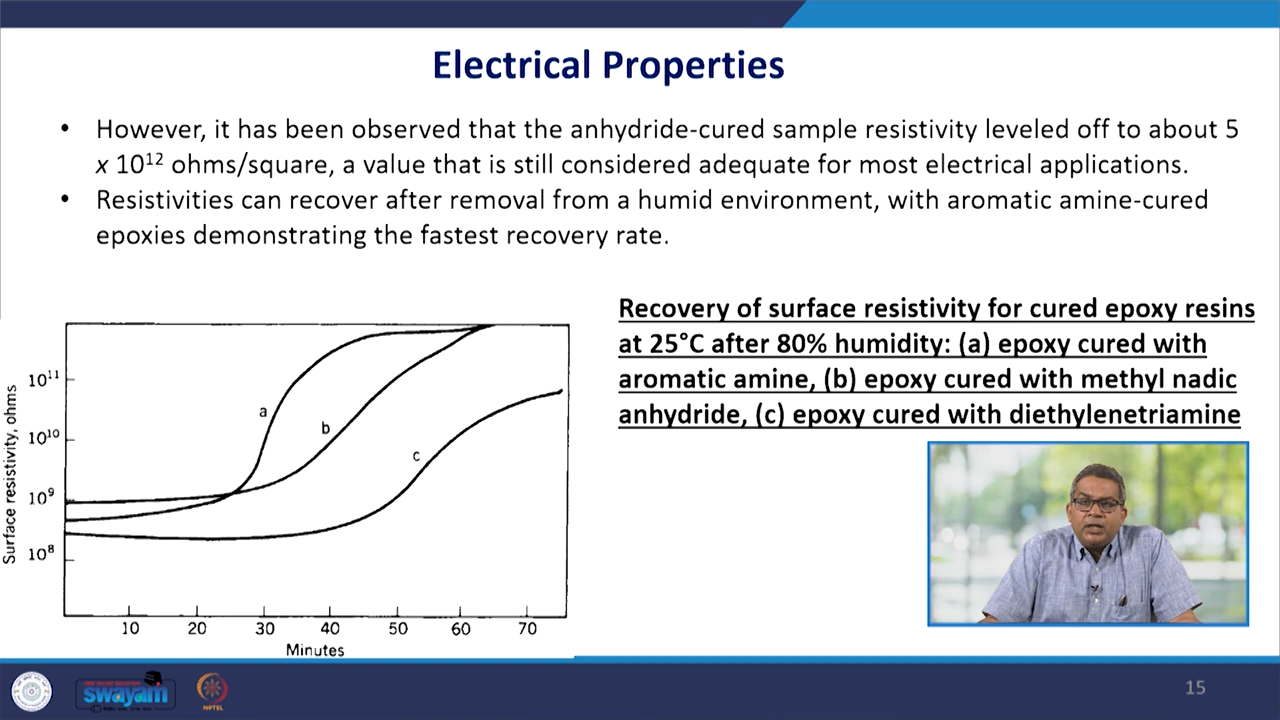 Electrical Properties
• However, it has been observed that the anhydride-cured sample resistivity leveled off to about 5
x 10¹² ohms/square, a value that is still considered adequate for most electrical applications.
• Resistivities can recover after removal from a humid environment, with aromatic amine-cured
epoxies demonstrating the fastest recovery rate.
Recovery of surface resistivity for cured epoxy resins
at 25°C after 80% humidity: (a) epoxy cured with
aromatic amine, (b) epoxy cured with methyl nadic
anhydride, (c) epoxy cured with diethylenetriamine
Surface resistivity, ohms
10¹¹
10¹⁰
10⁹
10⁸
a
b
c
10 20 30 40 50 60 70
Minutes
swayam
NPTEL
15